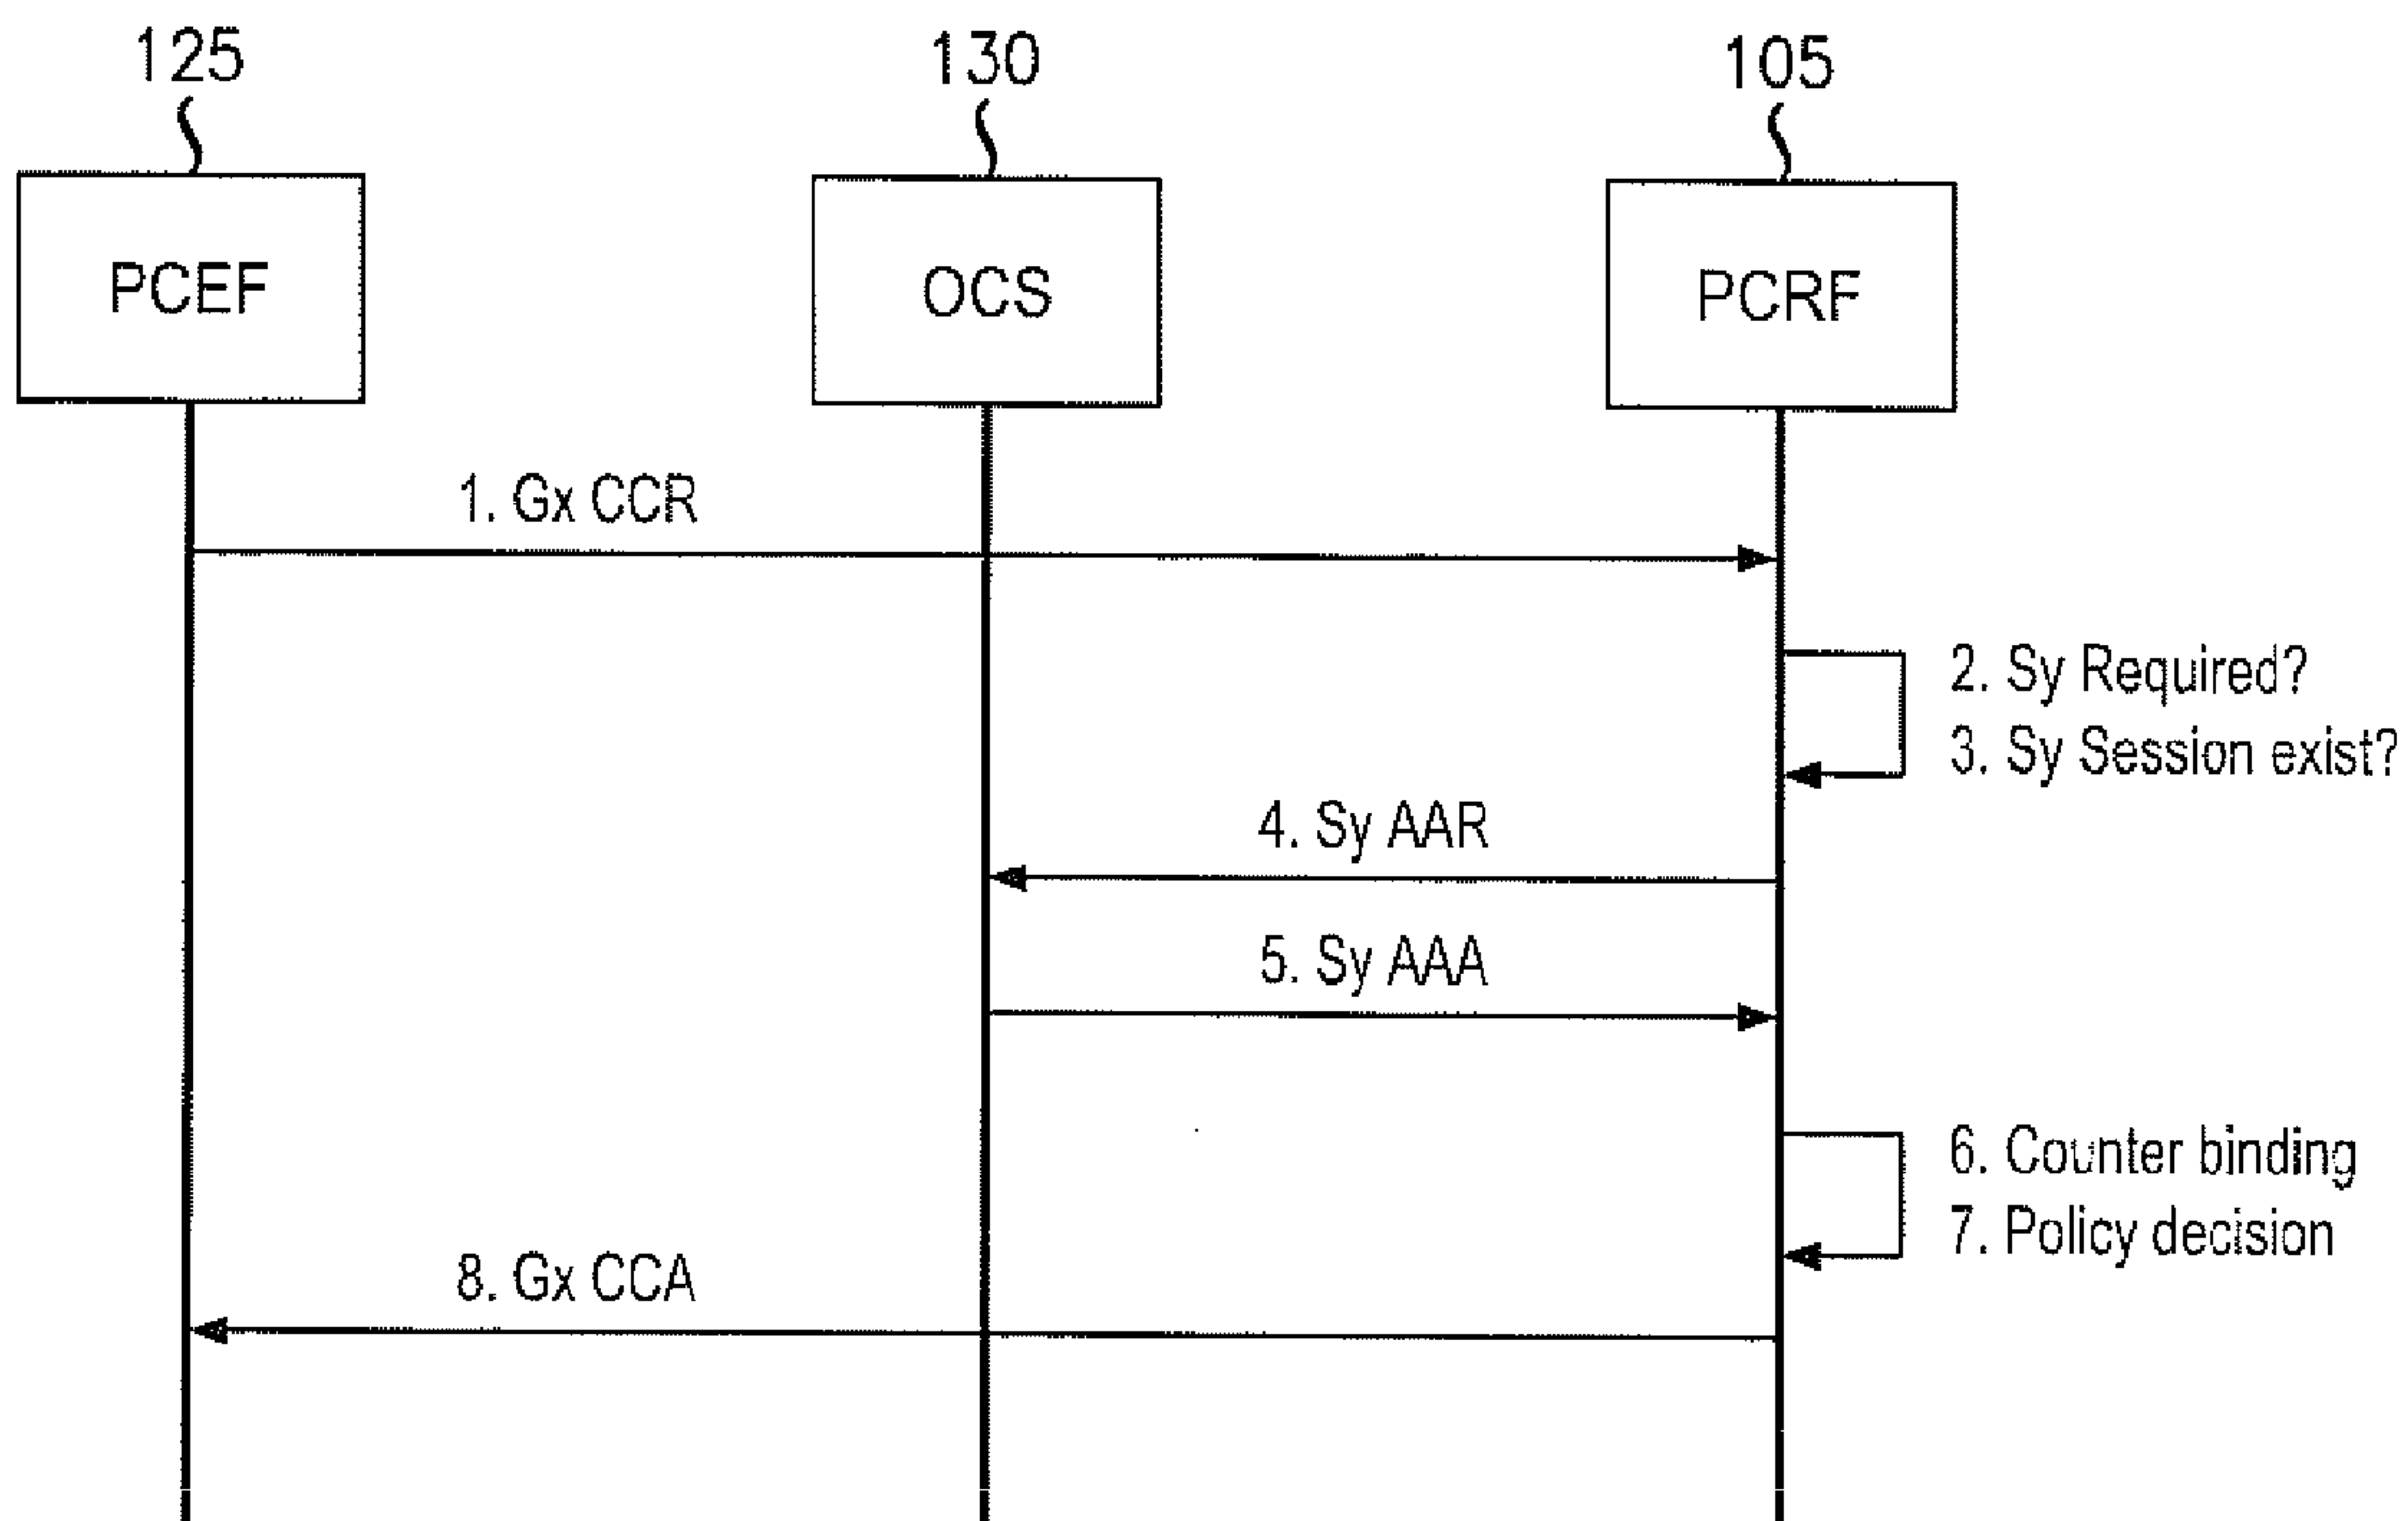 125
130
105
PCEF
OCS
PCRF
1. Gx CCR
2. Sy Required?
3. Sy Session exist?
4. Sy AAR
5. Sy AAA
6. Counter binding
7. Policy decision
8. Gx CCA